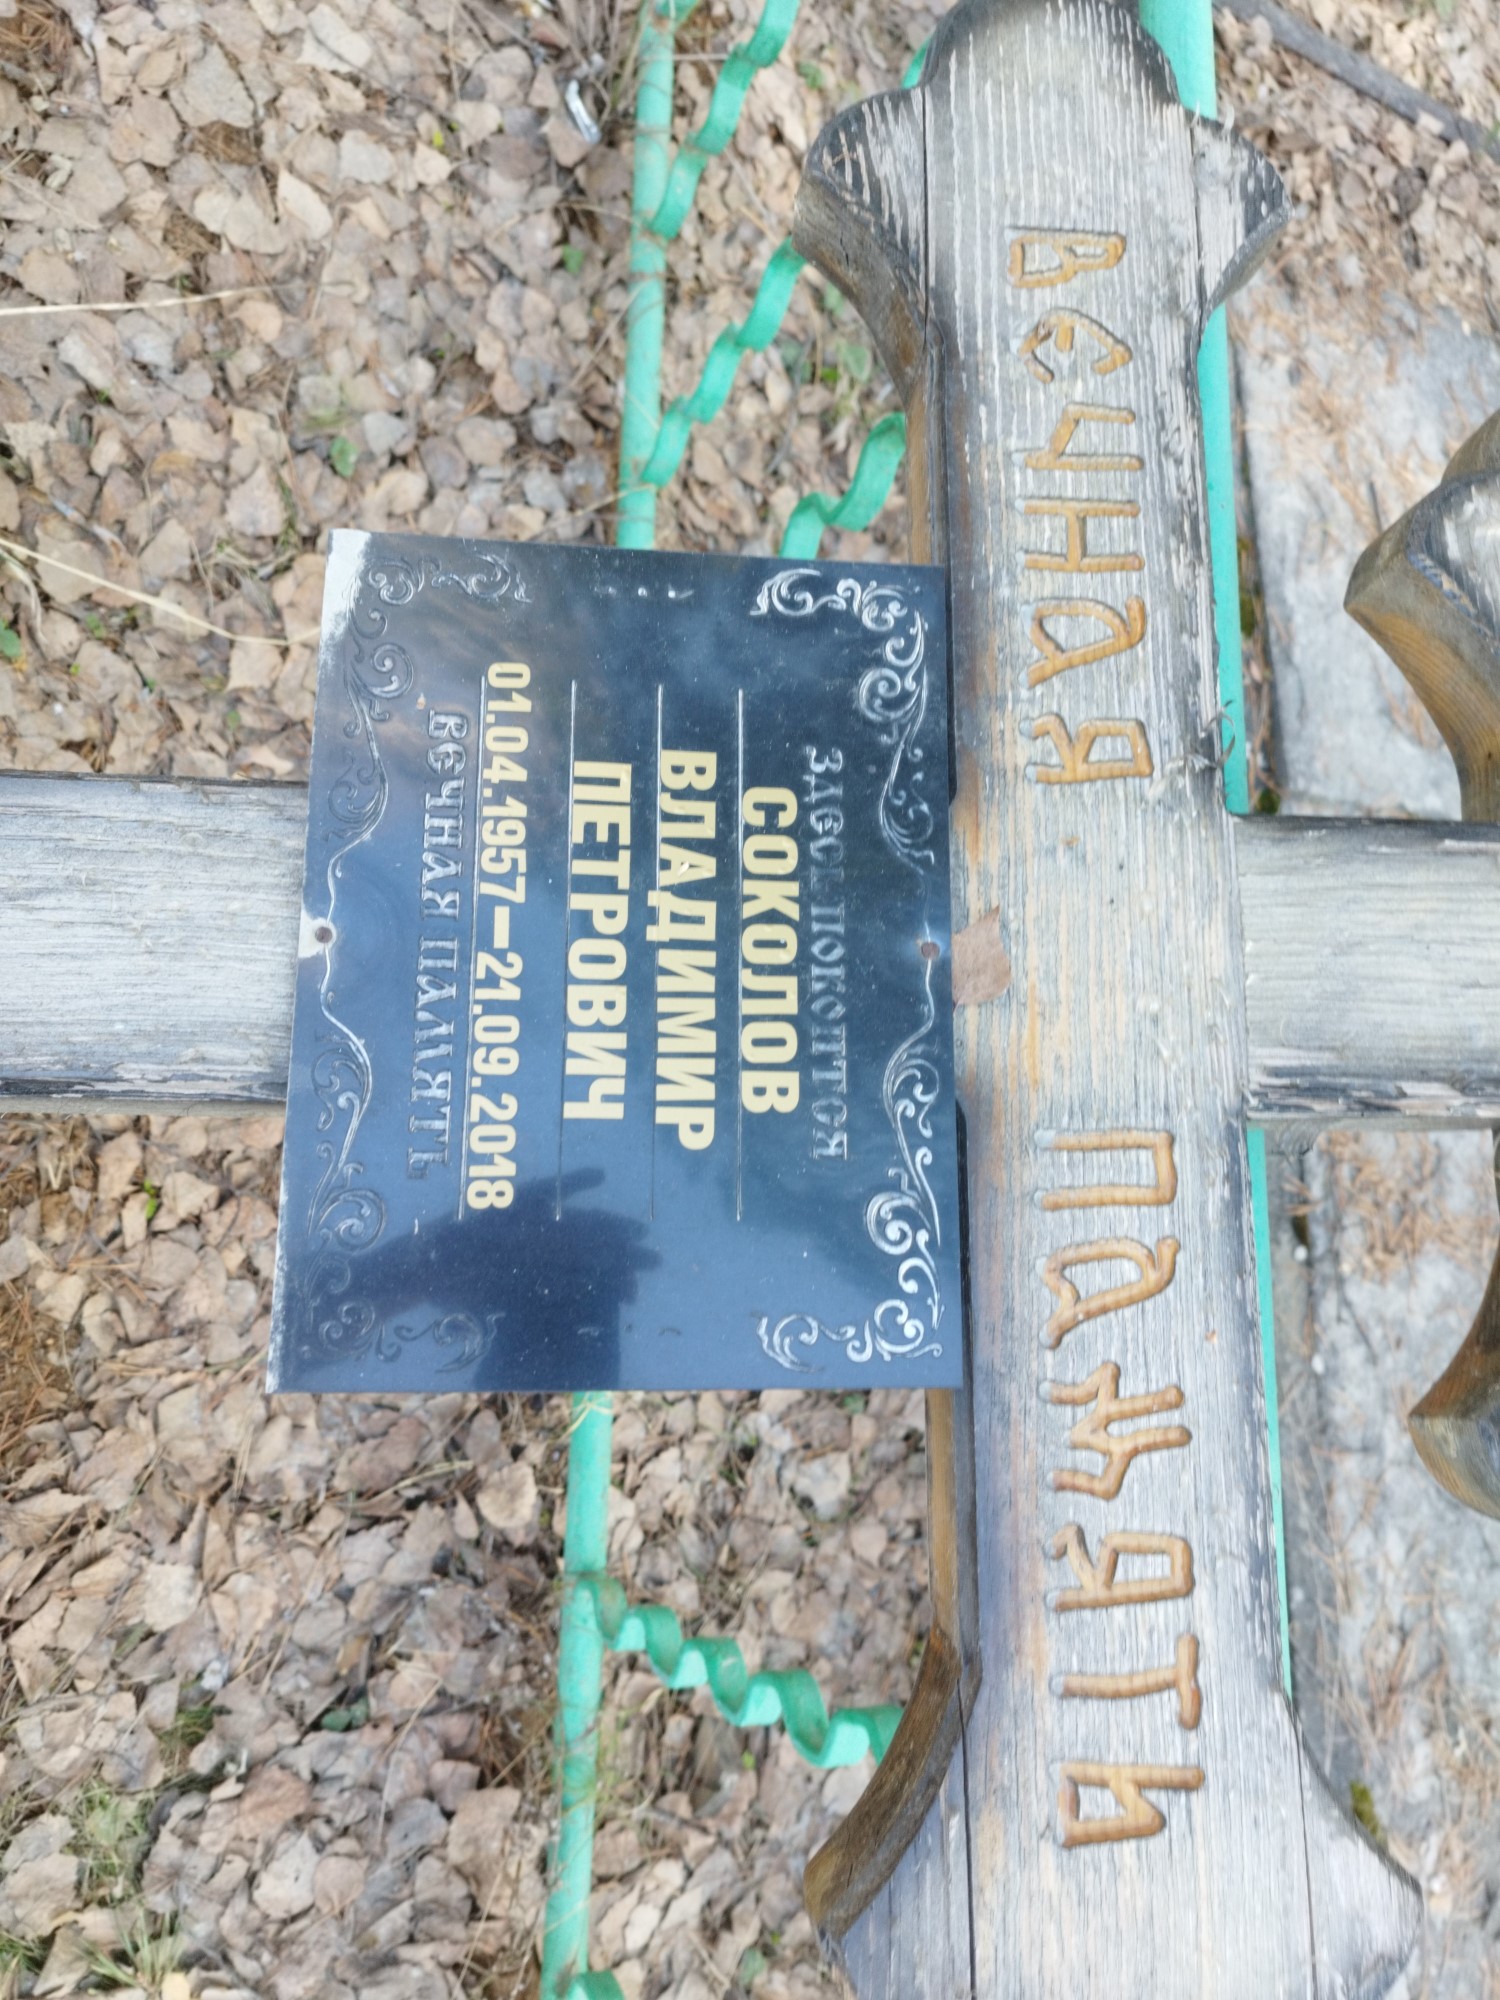 ВЕЧНАЯ ПАМЯТЬ
ЗДЕСЬ ПОКОИТСЯ
СОКОЛОВ
ВЛАДИМИР
ПЕТРОВИЧ
01.04.1957–21.09.2018
ВЕЧНАЯ ПАМЯТЬ